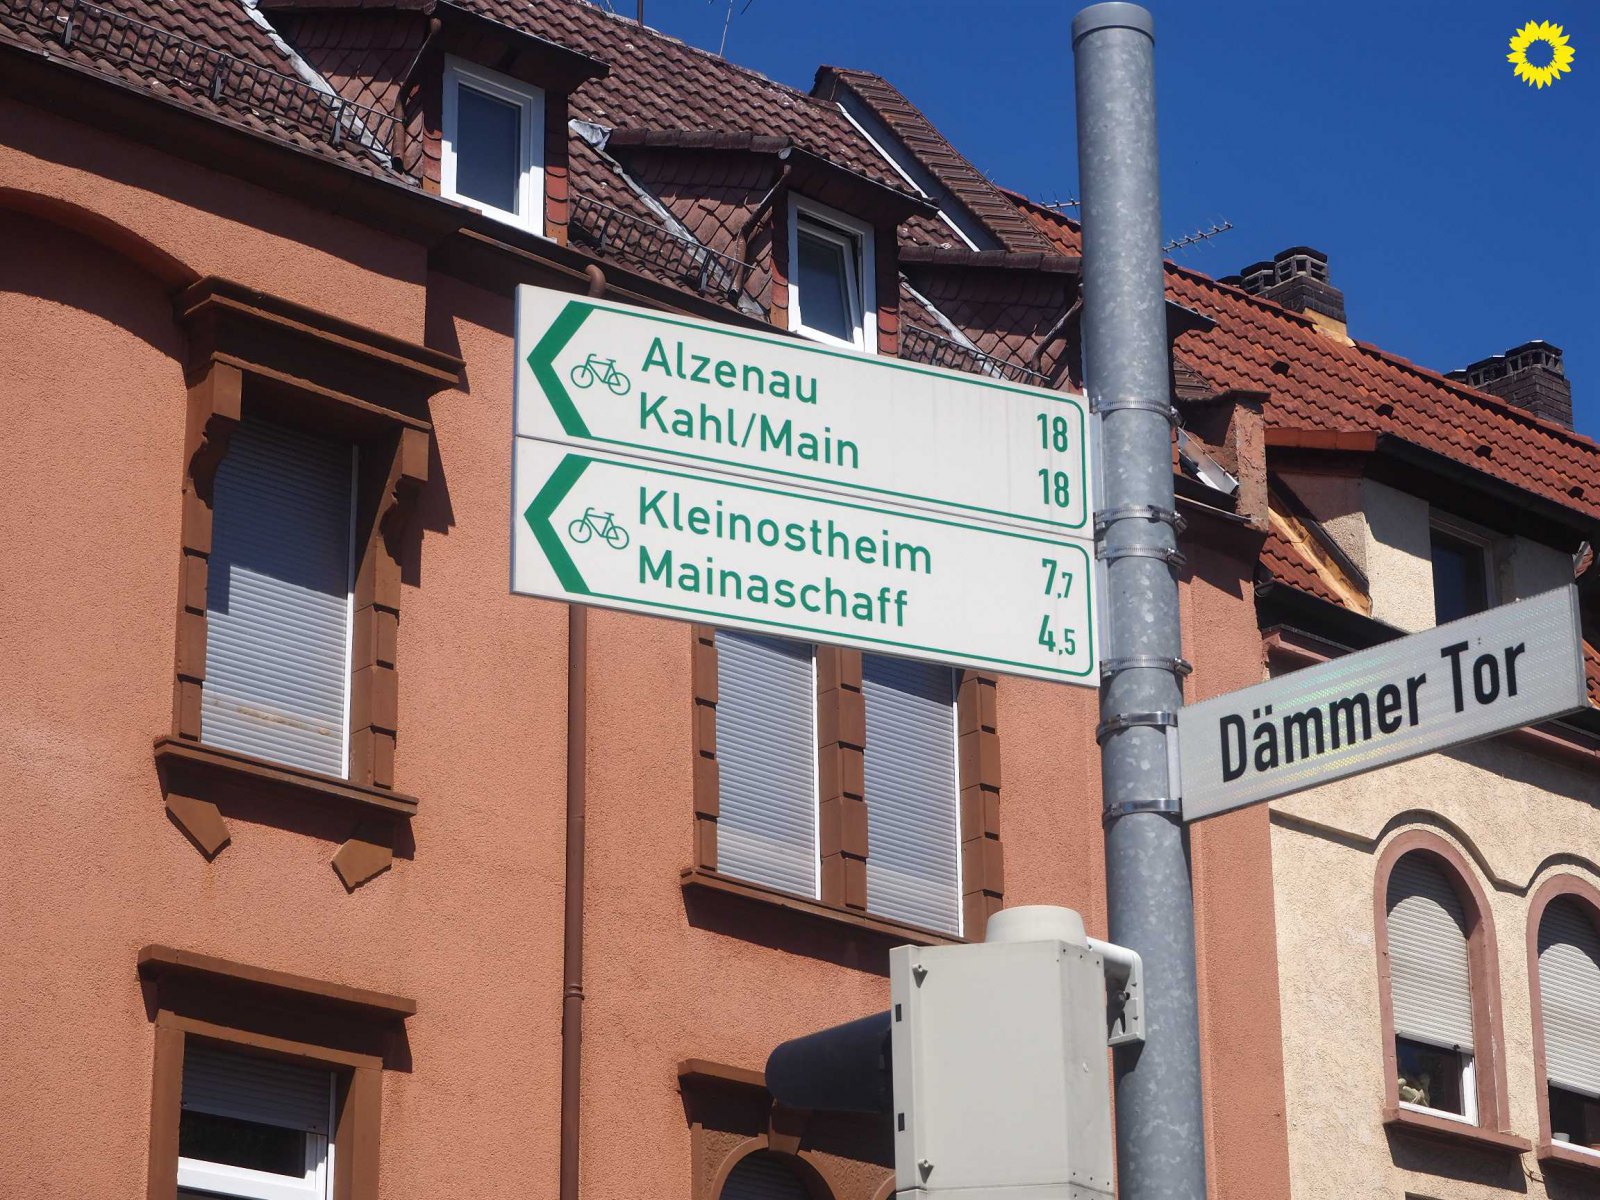 Alzenau 18
Kahl/Main 18
Kleinostheim 7,7
Mainaschaff 4,5
Dämmer Tor